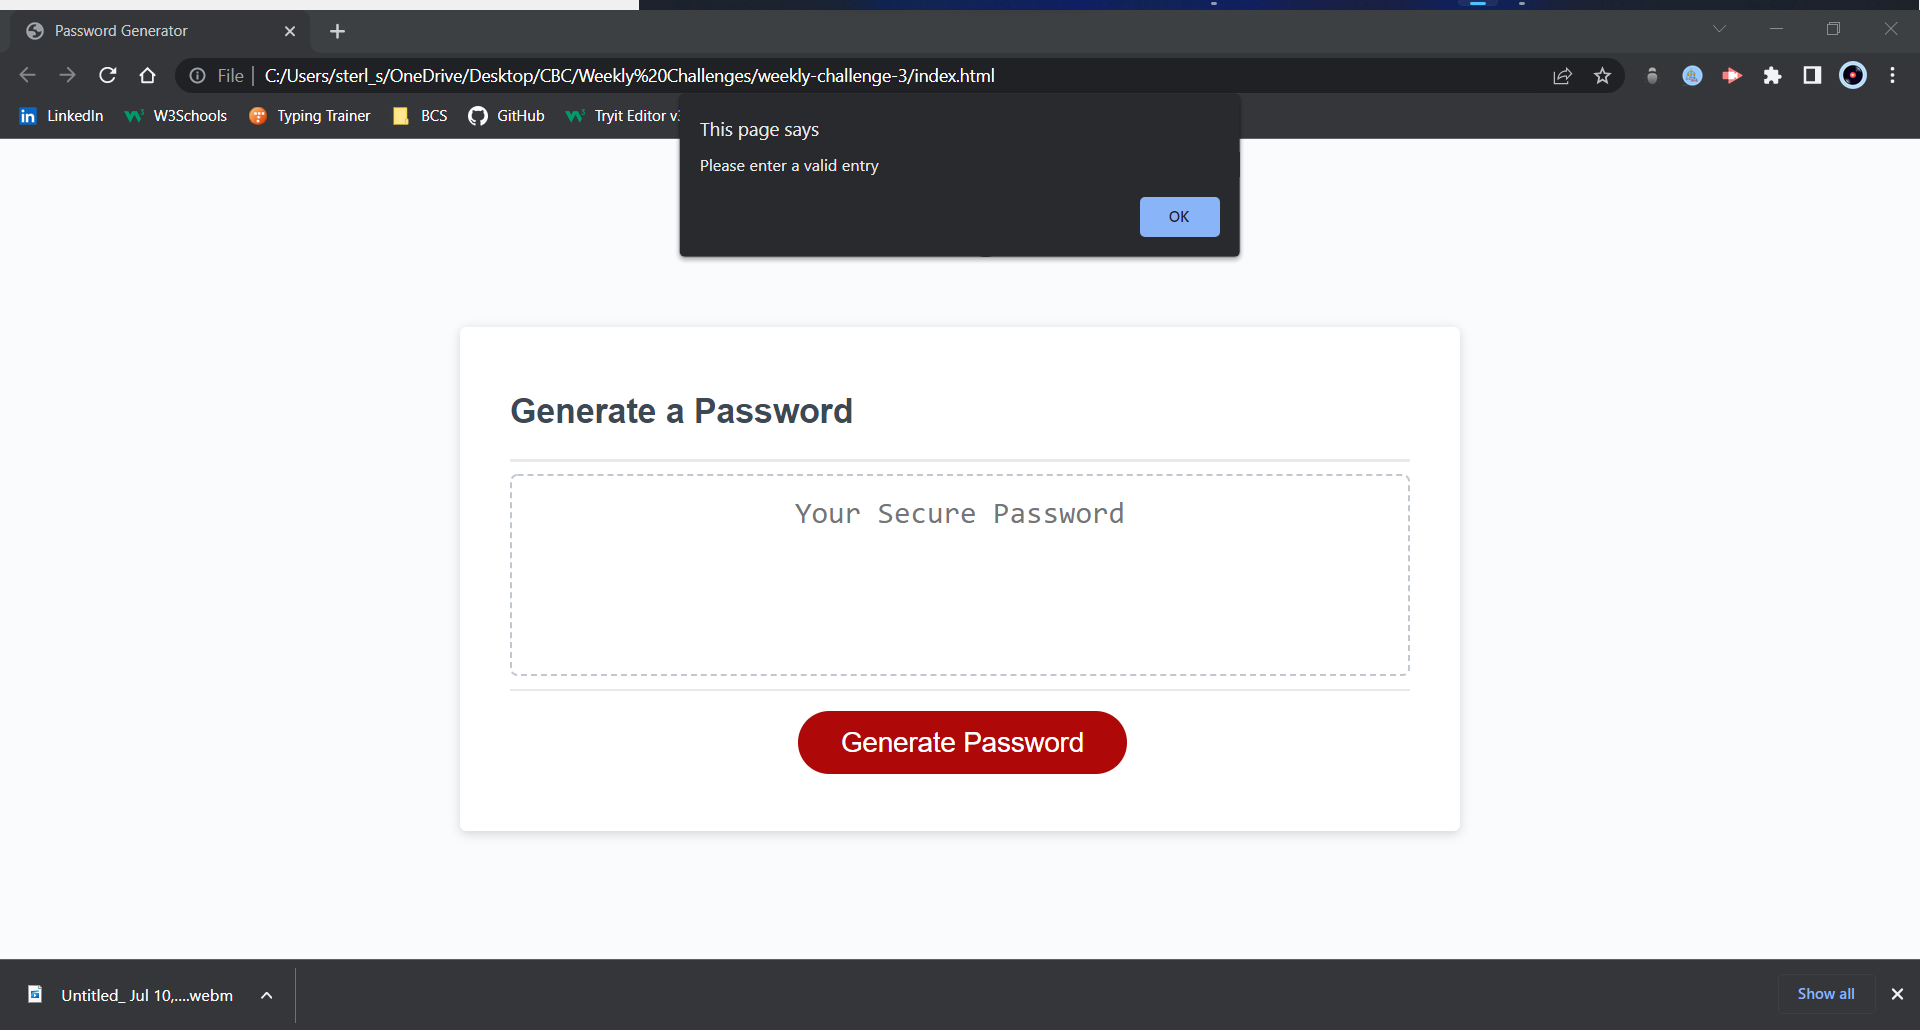 Password Generator
File C:/Users/sterl_s/OneDrive/Desktop/CBC/Weekly%20Challenges/weekly-challenge-3/index.html
LinkedIn W3Schools Typing Trainer BCS GitHub Tryit Editor v3
This page says
Please enter a valid entry
OK
Generate a Password
Your Secure Password
Generate Password
Untitled_ Jul 10,....webm Show all